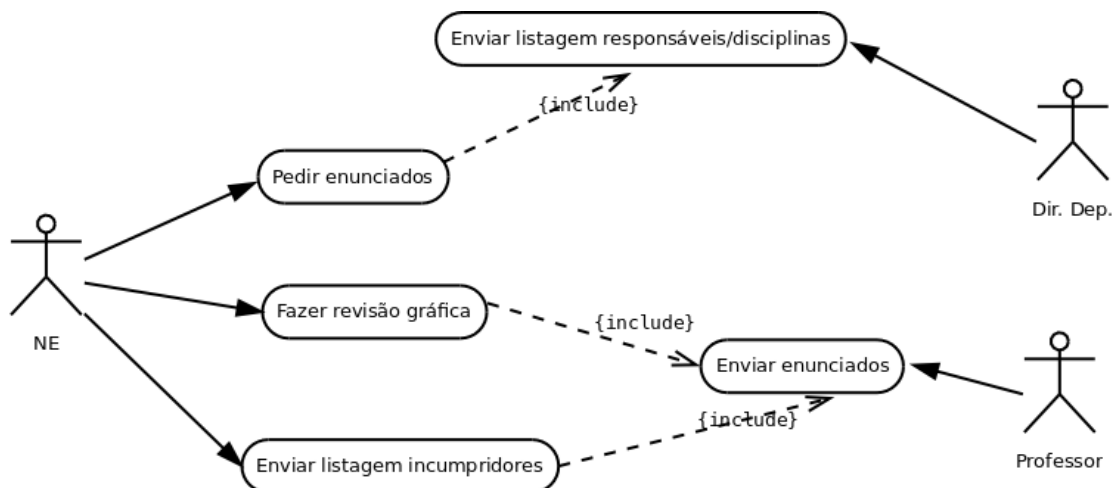 Enviar listagem responsáveis/disciplinas
{include}
Pedir enunciados
Dir. Dep.
Fazer revisão gráfica
{include}
NE
Enviar enunciados
{include}
Enviar listagem incumpridores
Professor